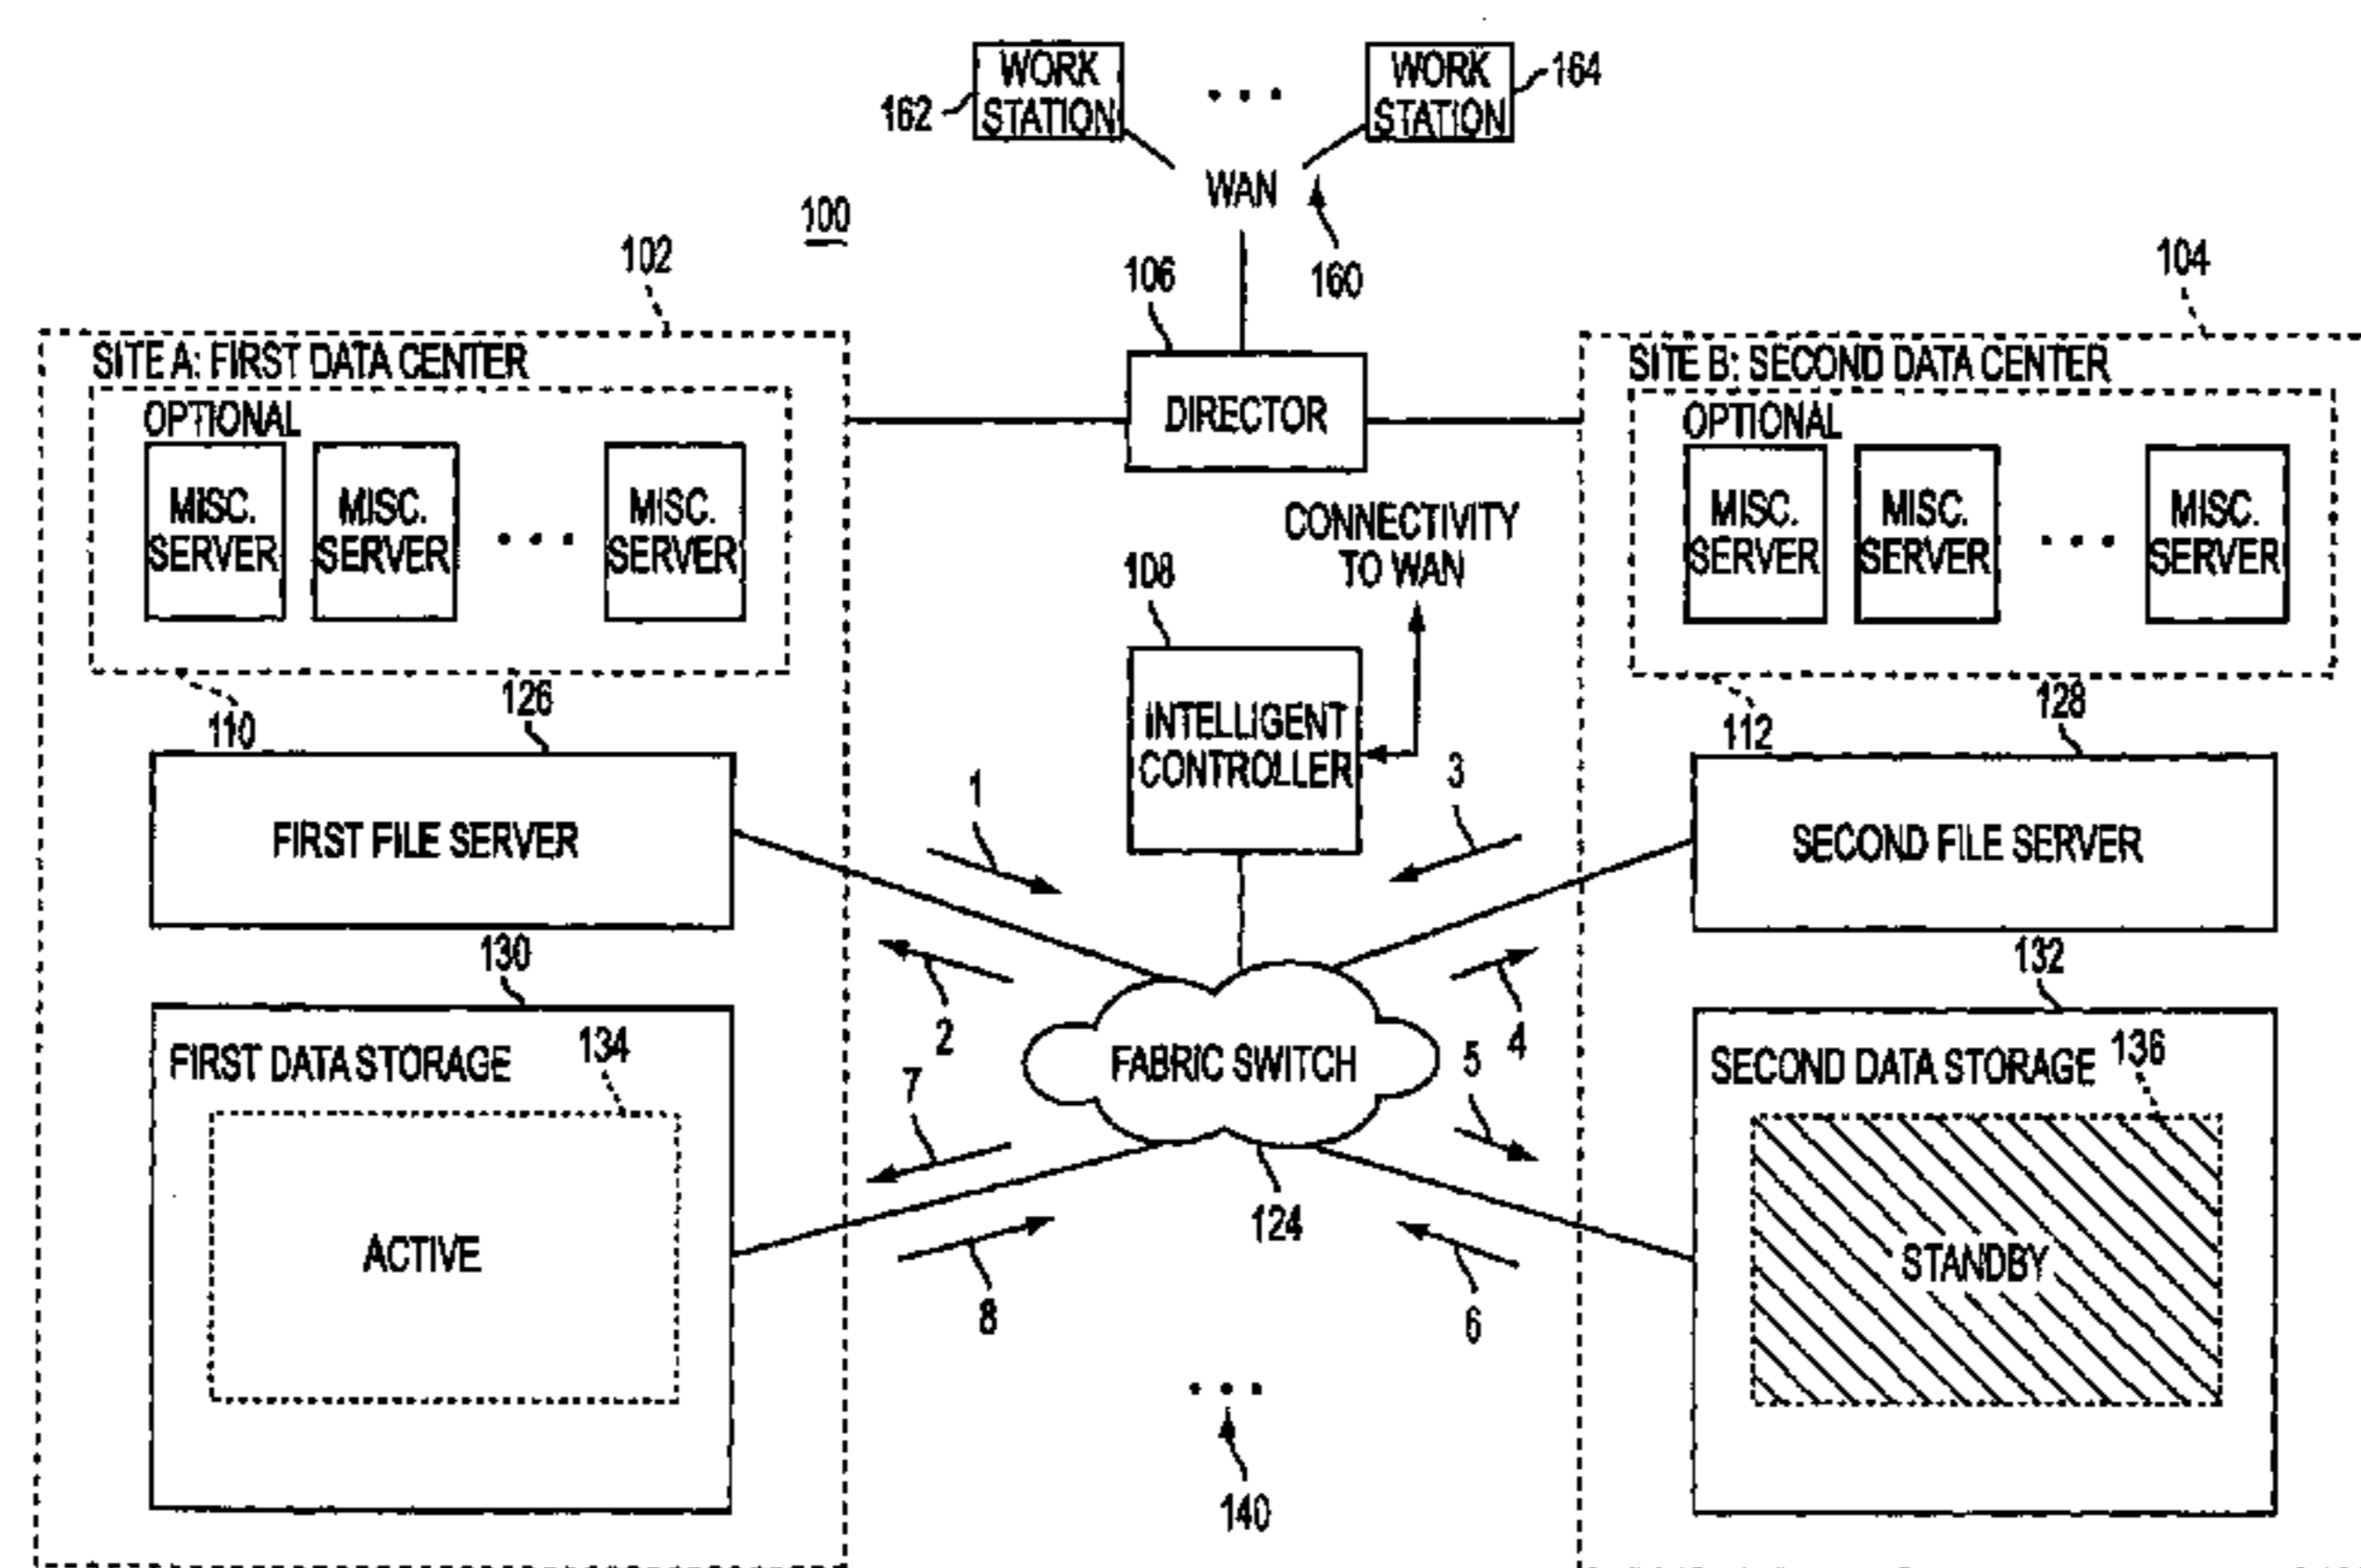 WORK
STATION
162
WORK
STATION
164
WAN
160
100
102
106
104
SITE A: FIRST DATA CENTER
OPTIONAL
MISC.
SERVER
MISC.
SERVER
MISC.
SERVER
110
DIRECTOR
SITE B: SECOND DATA CENTER
OPTIONAL
MISC.
SERVER
MISC.
SERVER
MISC.
SERVER
112
CONNECTIVITY
TO WAN
108
INTELLIGENT
CONTROLLER
126
FIRST FILE SERVER
128
SECOND FILE SERVER
1
3
2
4
130
FIRST DATA STORAGE
134
ACTIVE
FABRIC SWITCH
124
7
5
8
6
132
SECOND DATA STORAGE
136
STANDBY
140